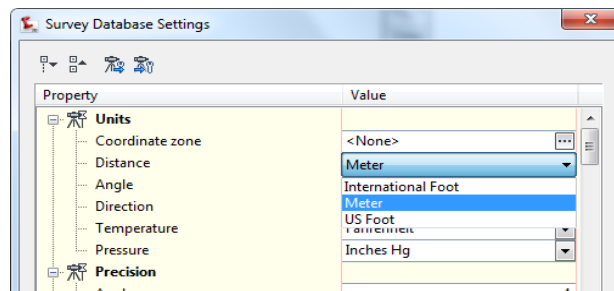 Survey Database Settings
Property Value
Units
Coordinate zone <None> ...
Distance Meter
Angle International Foot
Meter
Direction US Foot
Temperature Fahrenheit
Pressure Inches Hg
Precision